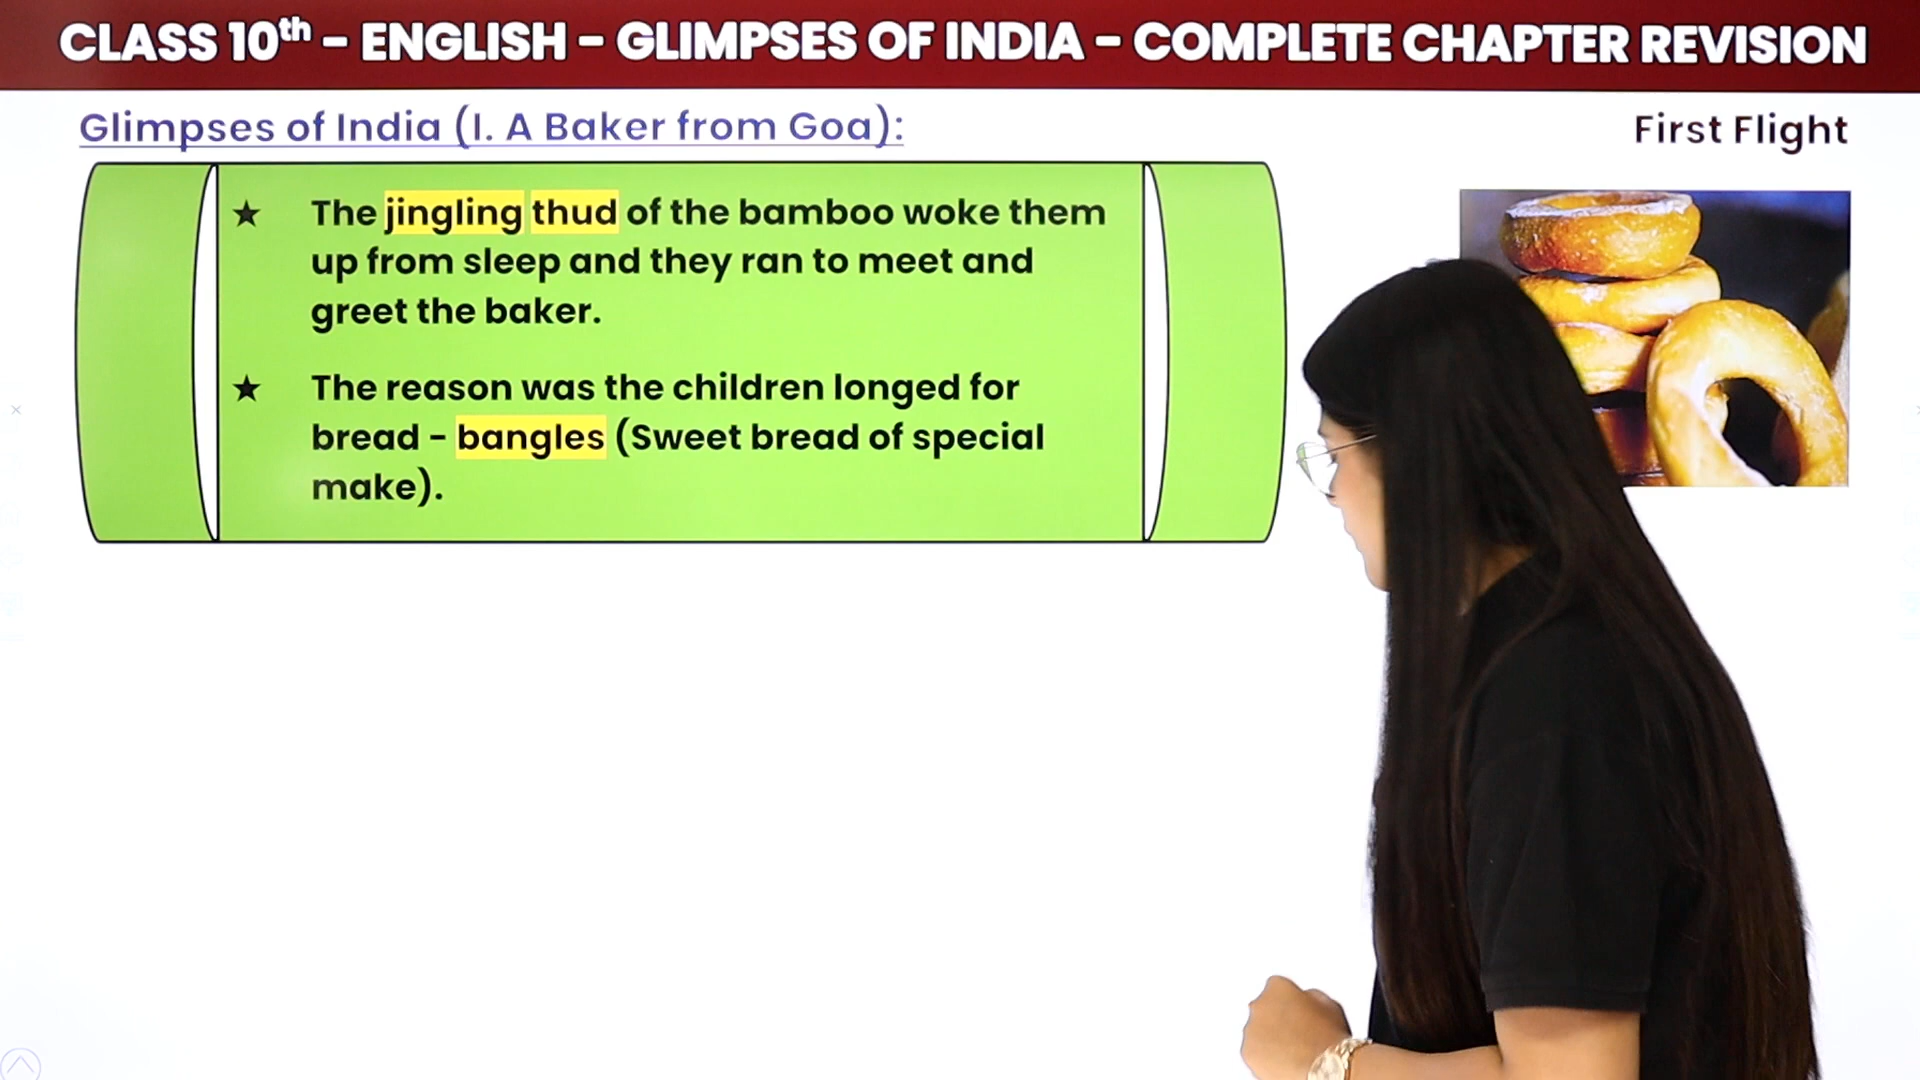 CLASS 10th - ENGLISH - GLIMPSES OF INDIA - COMPLETE CHAPTER REVISION
Glimpses of India (I. A Baker from Goa):
First Flight
★ The jingling thud of the bamboo woke them
up from sleep and they ran to meet and
greet the baker.
★ The reason was the children longed for
bread - bangles (Sweet bread of special
make).